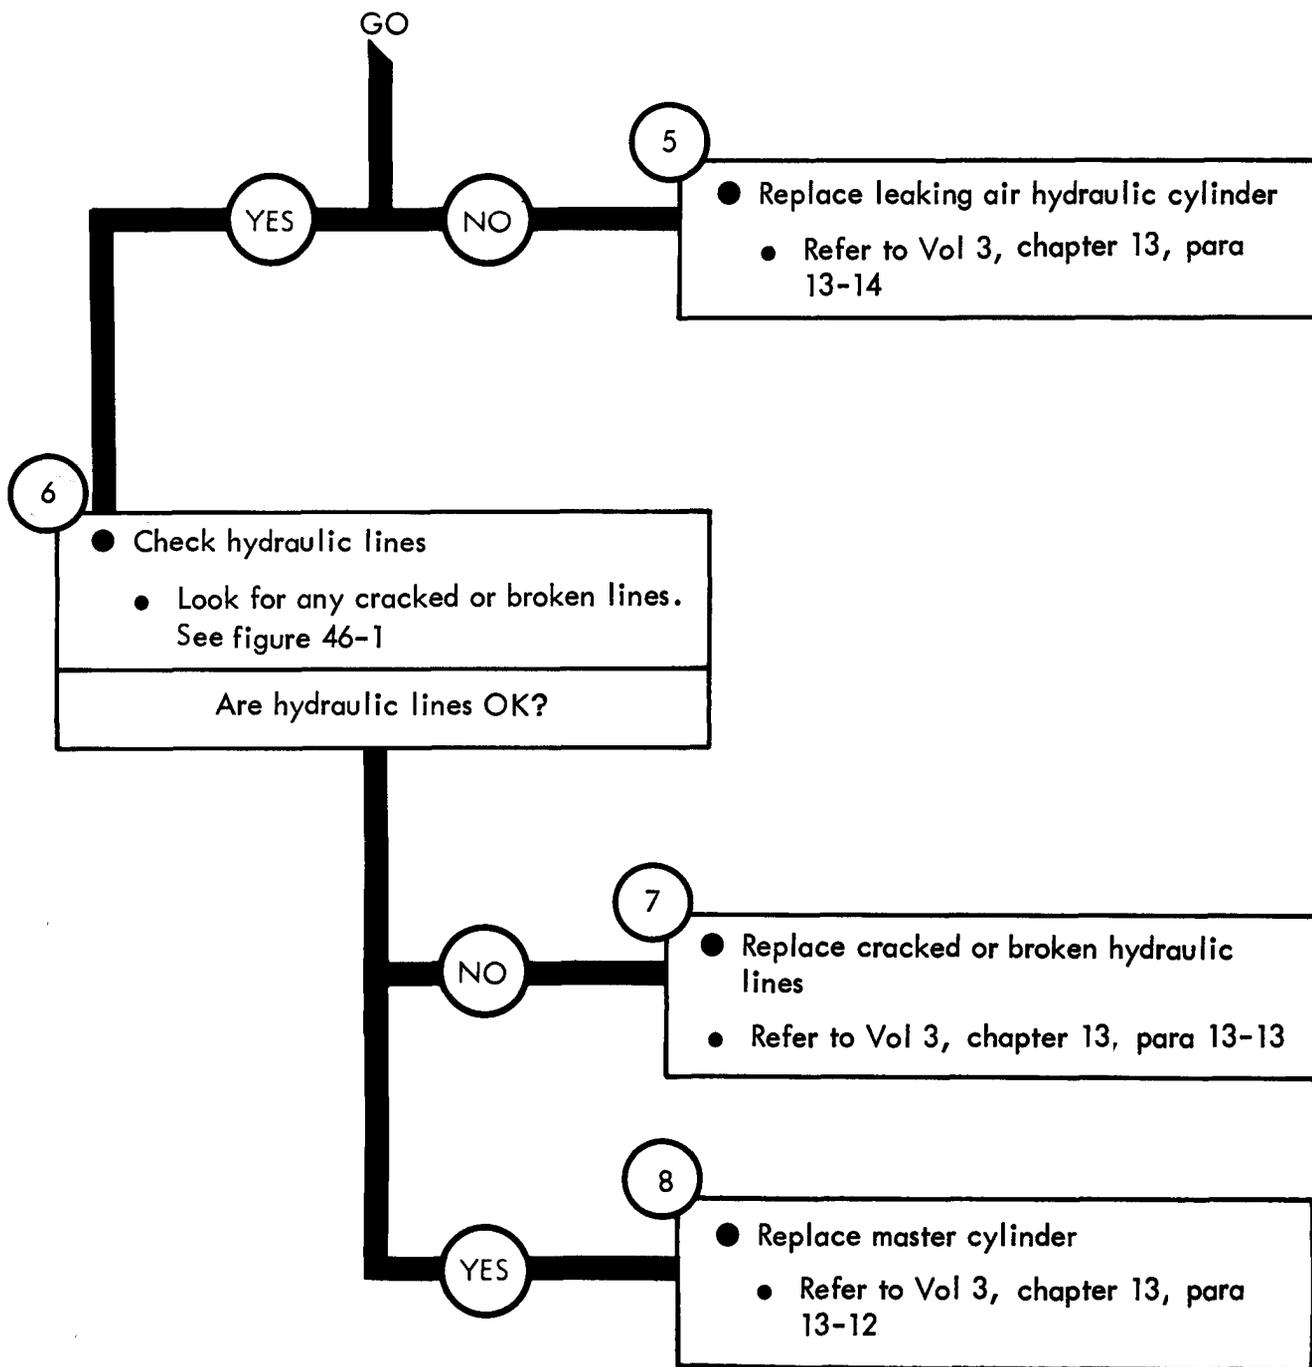 GO
5
YES
NO
● Replace leaking air hydraulic cylinder
● Refer to Vol 3, chapter 13, para
13-14
6
● Check hydraulic lines
● Look for any cracked or broken lines.
See figure 46-1
Are hydraulic lines OK?
7
NO
● Replace cracked or broken hydraulic
lines
● Refer to Vol 3, chapter 13, para 13-13
8
YES
● Replace master cylinder
● Refer to Vol 3, chapter 13, para
13-12